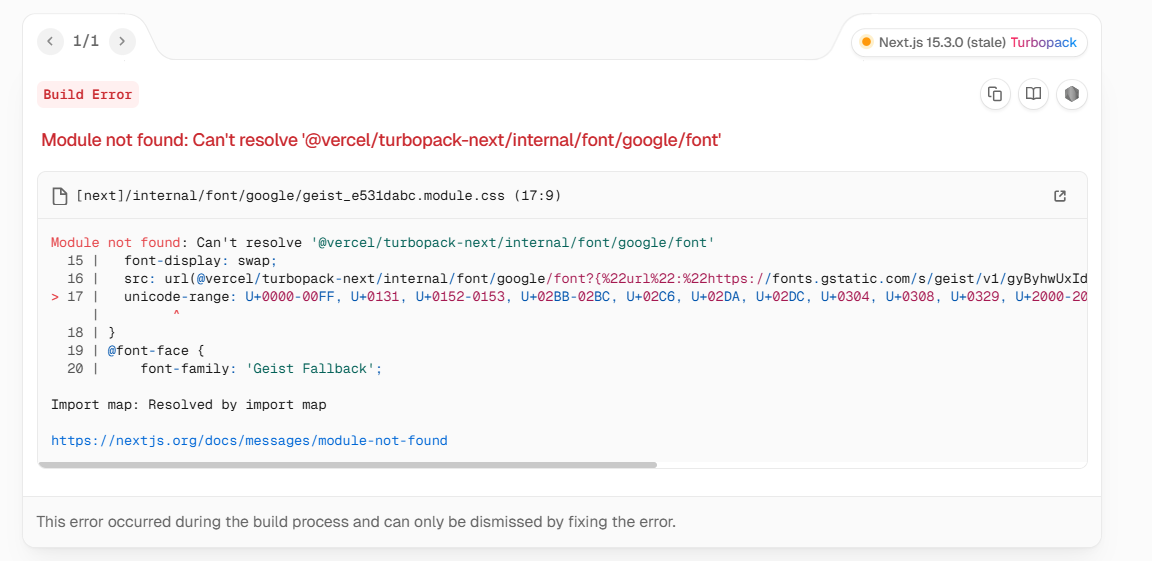 1/1
Next.js 15.3.0 (stale) Turbopack
Build Error
Module not found: Can't resolve '@vercel/turbopack-next/internal/font/google/font'
[next]/internal/font/google/geist_e531dabc.module.css (17:9)
Module not found: Can't resolve '@vercel/turbopack-next/internal/font/google/font'
15 |   font-display: swap;
16 |   src: url(@vercel/turbopack-next/internal/font/google/font?{%22url%22:%22https://fonts.gstatic.com/s/geist/v1/gyByhwUxId
> 17 |   unicode-range: U+0000-00FF, U+0131, U+0152-0153, U+02BB-02BC, U+02C6, U+02DA, U+02DC, U+0304, U+0308, U+0329, U+2000-20
|         ^
18 | }
19 | @font-face {
20 |     font-family: 'Geist Fallback';
Import map: Resolved by import map
https://nextjs.org/docs/messages/module-not-found
This error occurred during the build process and can only be dismissed by fixing the error.